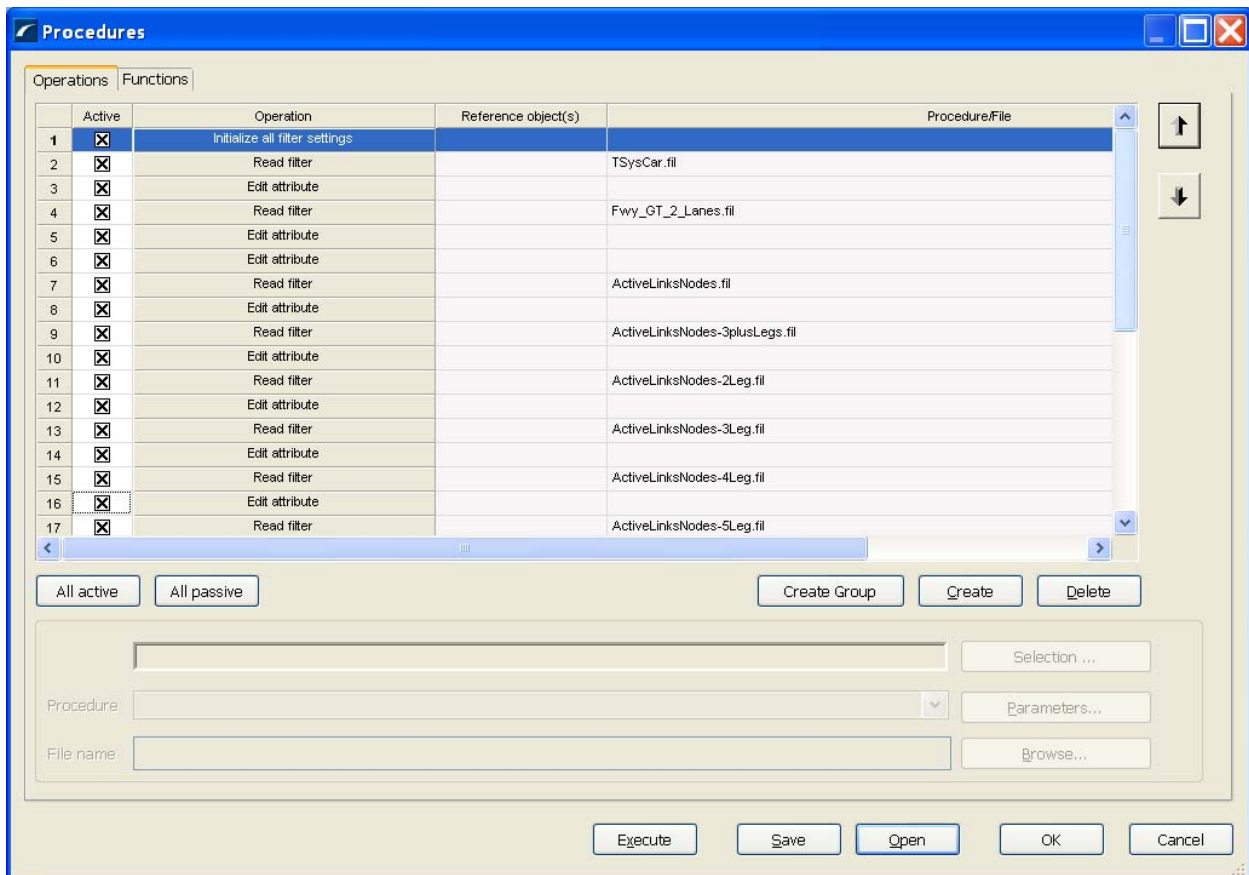 Procedures
Operations Functions
Active Operation Reference object(s) Procedure/File
1 Initialize all filter settings
2 Read filter TSysCar.fil
3 Edit attribute
4 Read filter Fwy_GT_2_Lanes.fil
5 Edit attribute
6 Edit attribute
7 Read filter ActiveLinksNodes.fil
8 Edit attribute
9 Read filter ActiveLinksNodes-3plusLegs.fil
10 Edit attribute
11 Read filter ActiveLinksNodes-2Leg.fil
12 Edit attribute
13 Read filter ActiveLinksNodes-3Leg.fil
14 Edit attribute
15 Read filter ActiveLinksNodes-4Leg.fil
16 Edit attribute
17 Read filter ActiveLinksNodes-5Leg.fil
All active All passive Create Group Create Delete
Selection ...
Procedure Parameters...
File name Browse...
Execute Save Open OK Cancel